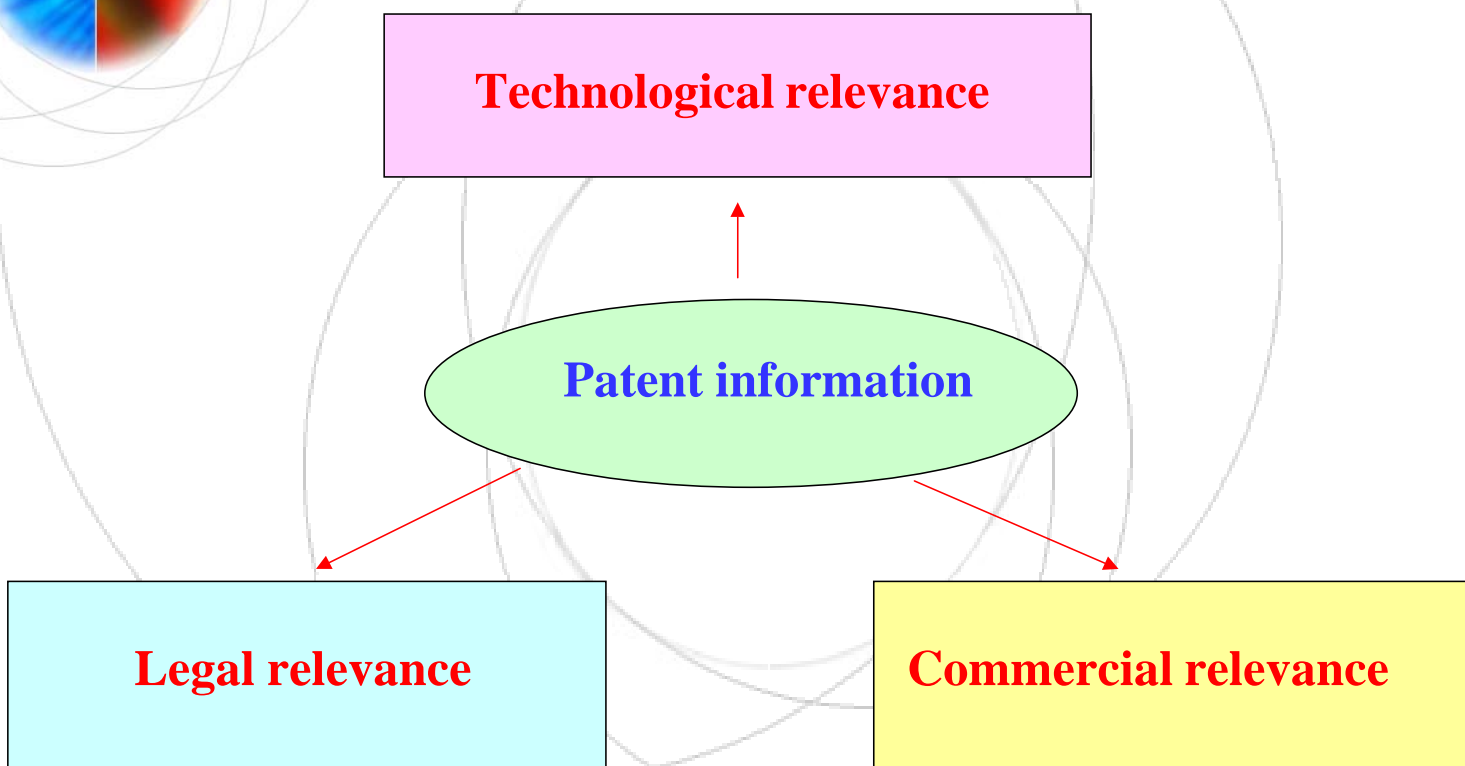 Technological relevance
Patent information
Legal relevance
Commercial relevance